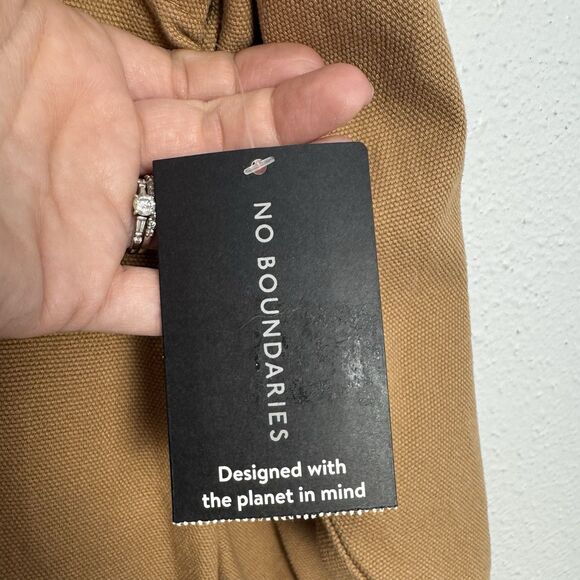 NO BOUNDARIES
Designed with
the planet in mind